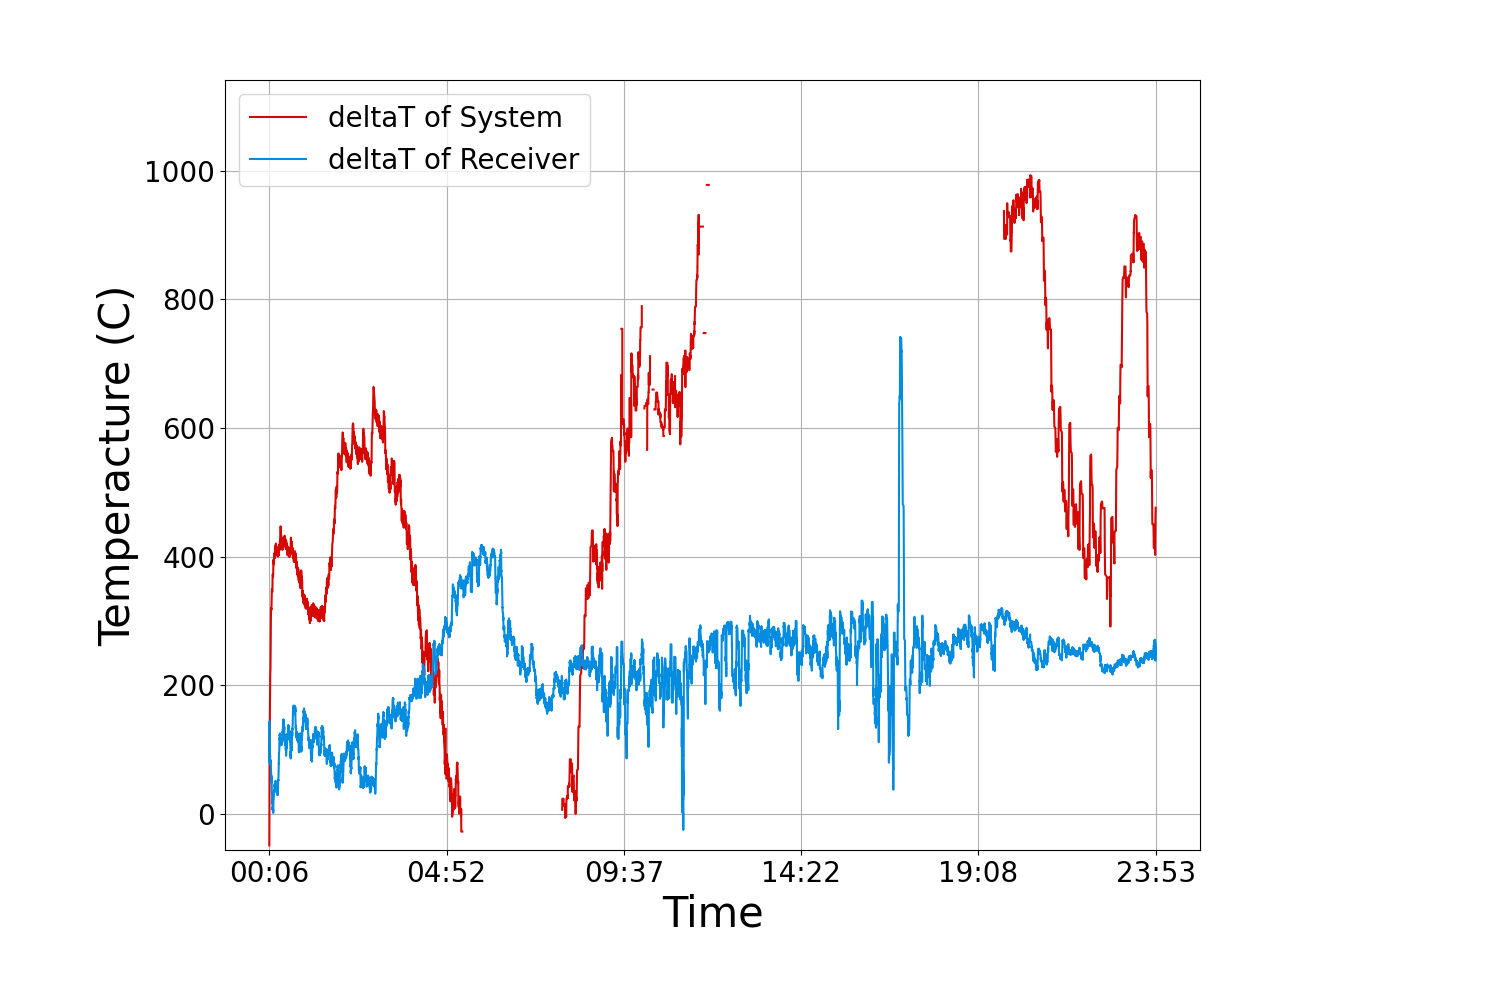 deltaT of System
deltaT of Receiver
1000
800
600
400
200
0
Temperacture (C)
00:06 04:52 09:37 14:22 19:08 23:53
Time